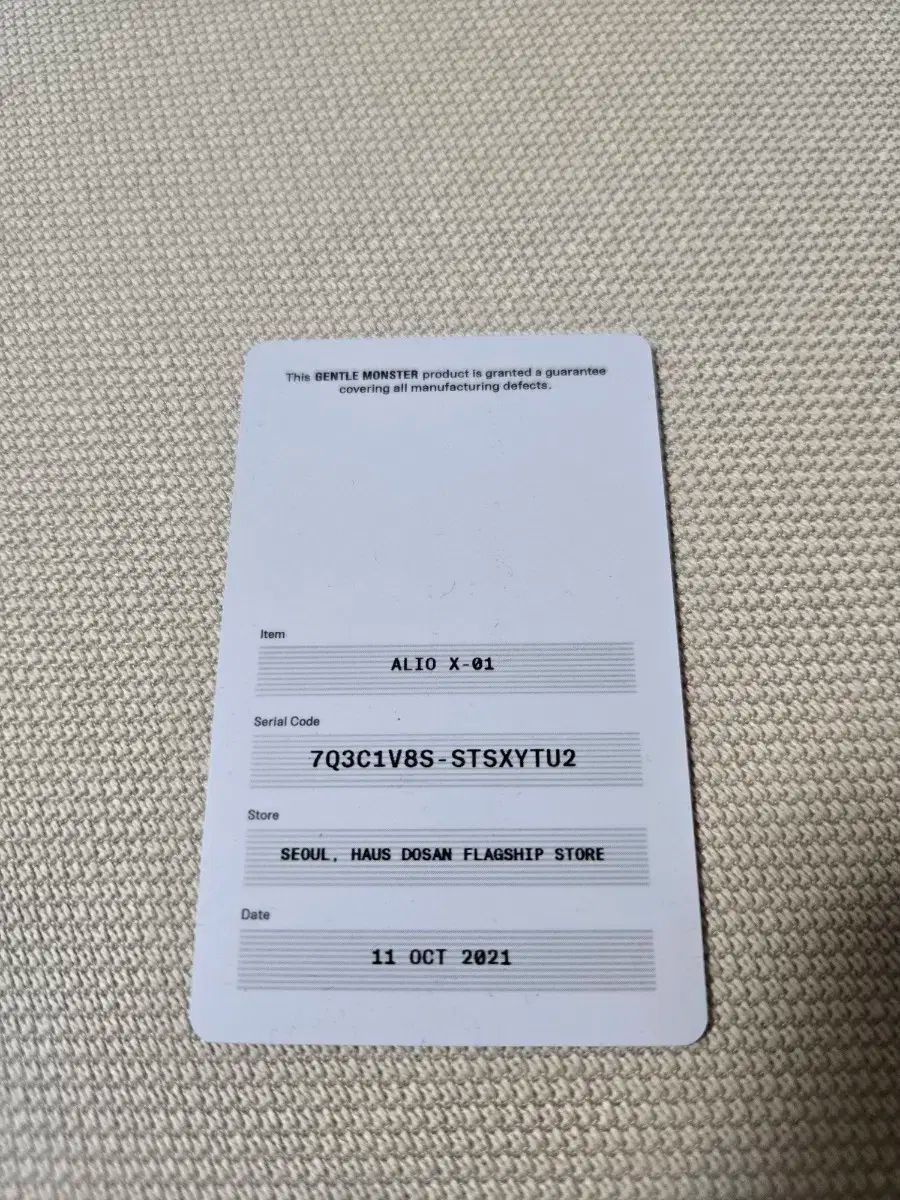 This GENTLE MONSTER product is granted a guarantee
covering all manufacturing defects.
Item
ALIO X-01
Serial Code
7Q3C1V8S-STSXYTU2
Store
SEOUL, HAUS DOSAN FLAGSHIP STORE
Date
11 OCT 2021